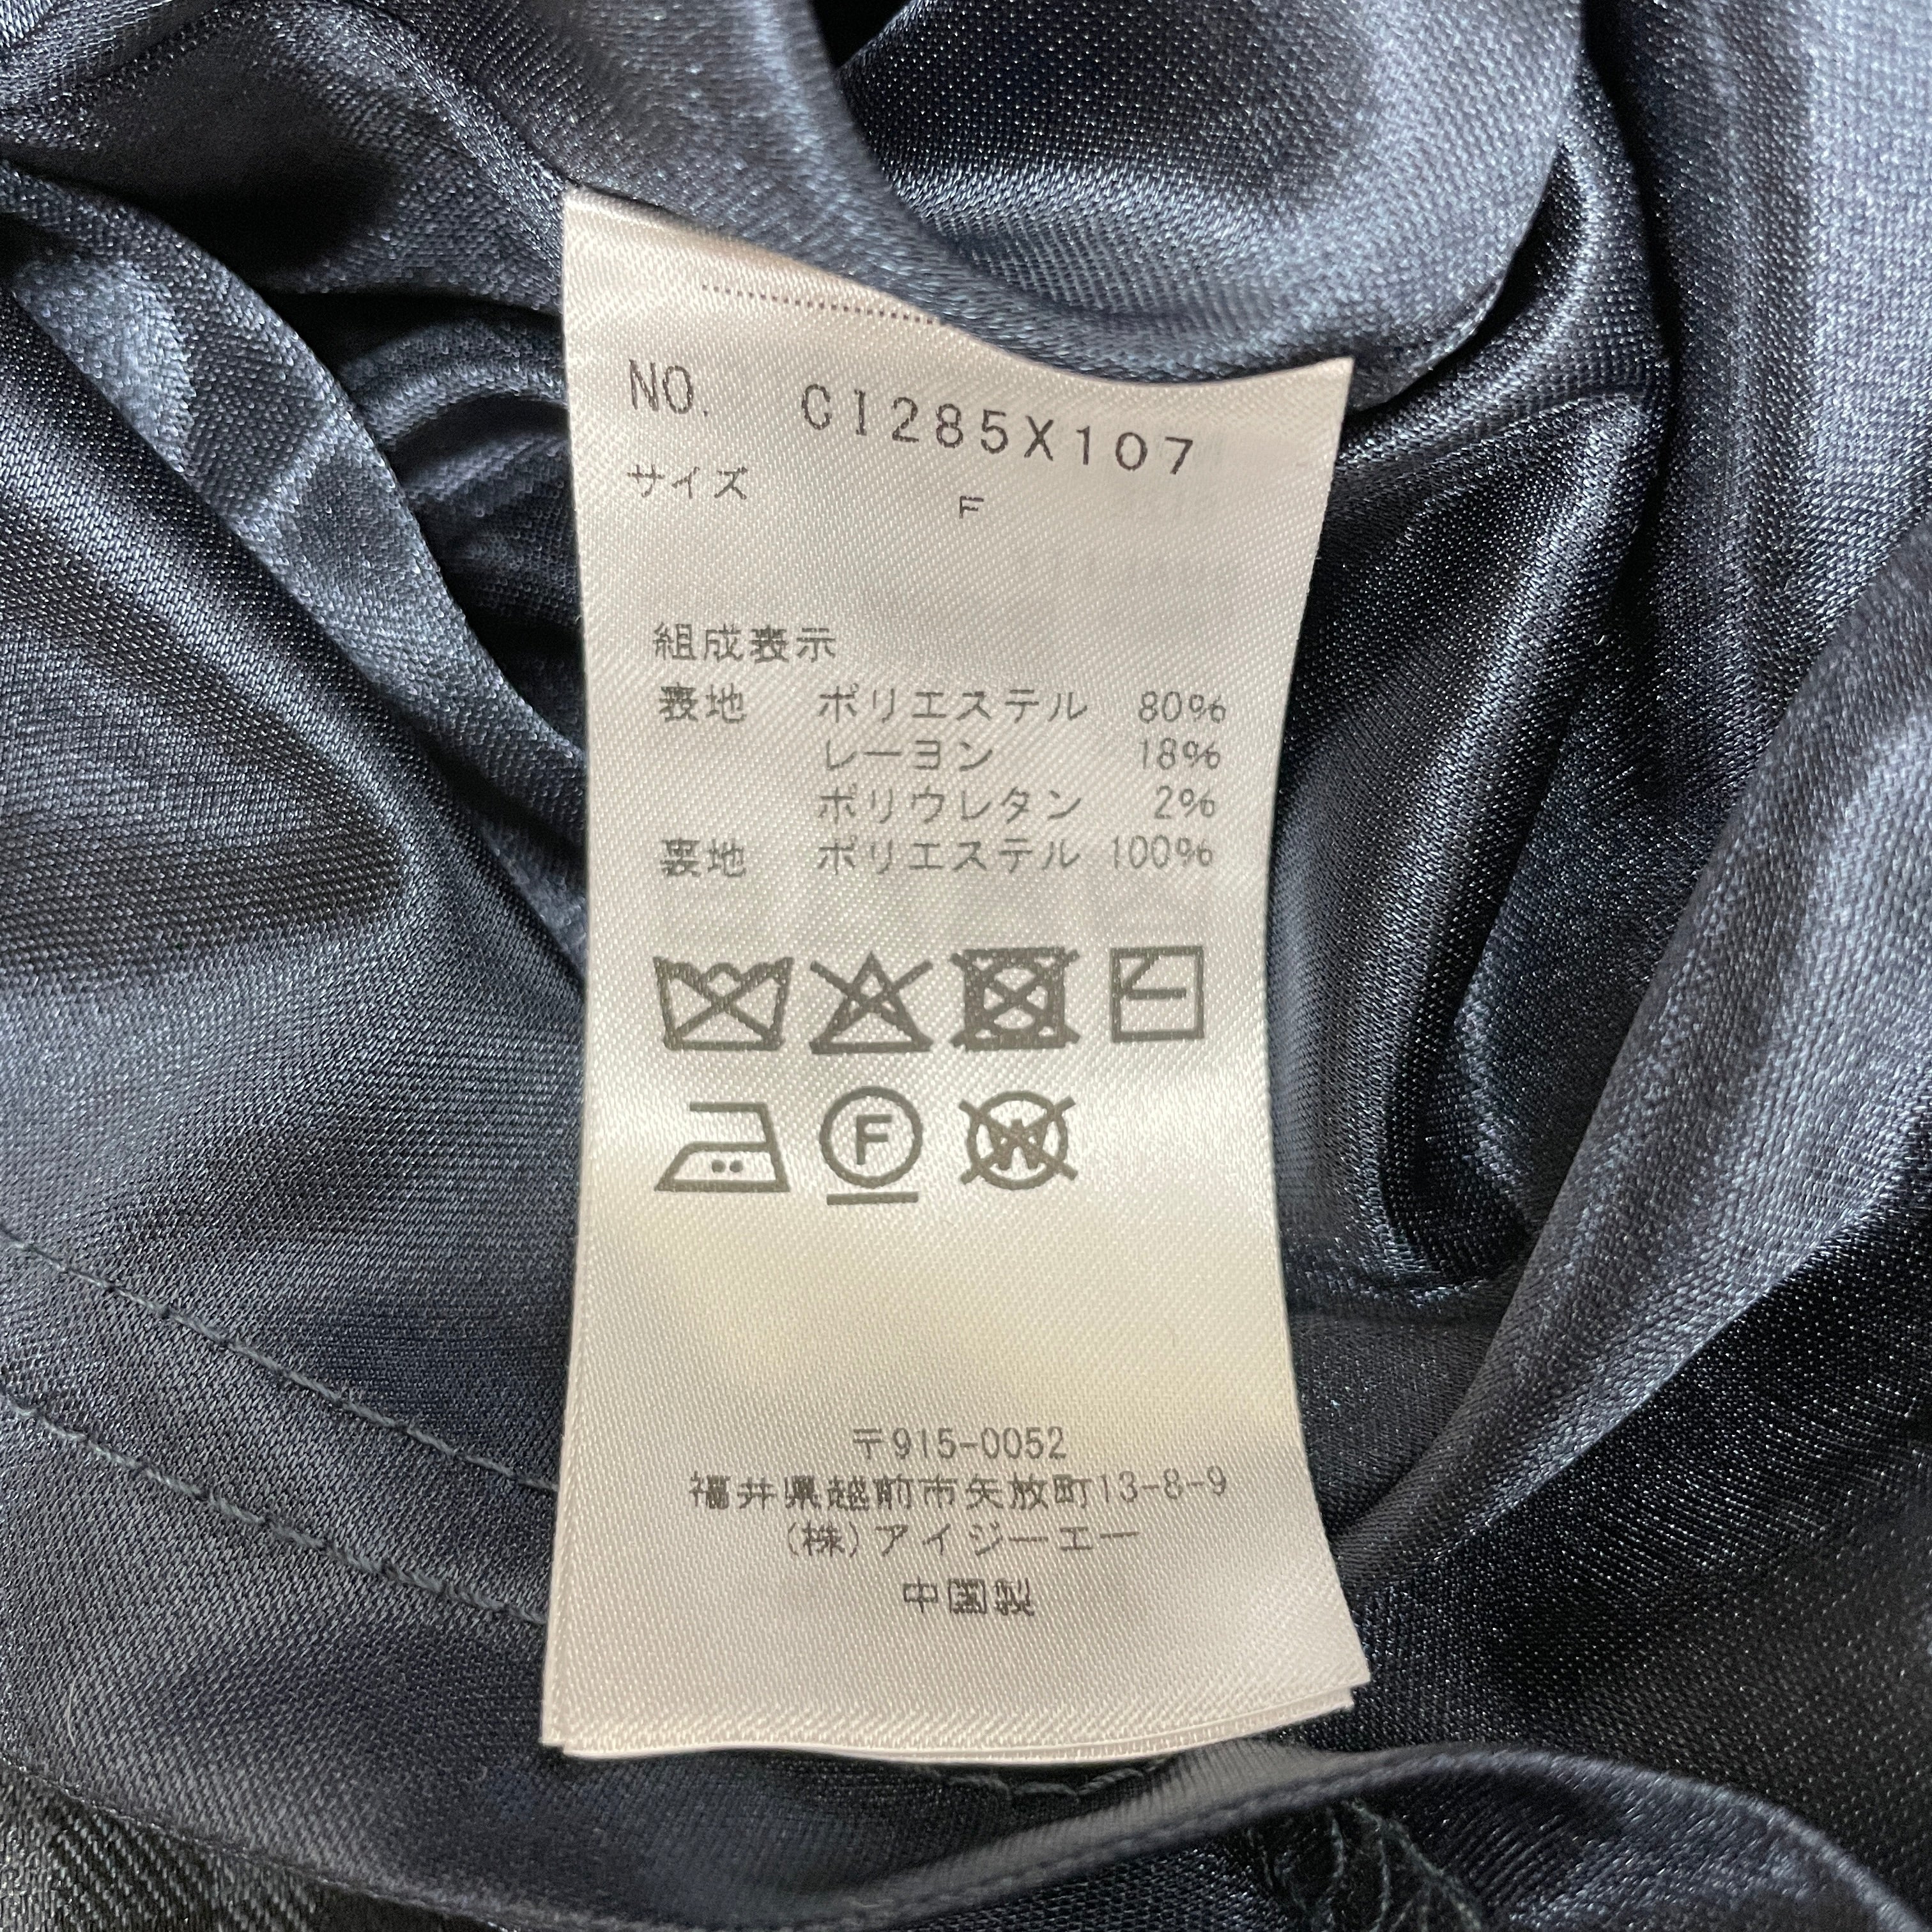 NO. CI285X107
サイズ F
組成表示
表地 ポリエステル 80%
レーヨン 18%
ポリウレタン 2%
裏地 ポリエステル 100%
F W
〒915-0052
福井県越前市矢放町13-8-9
(株)アイジーエー
中国製